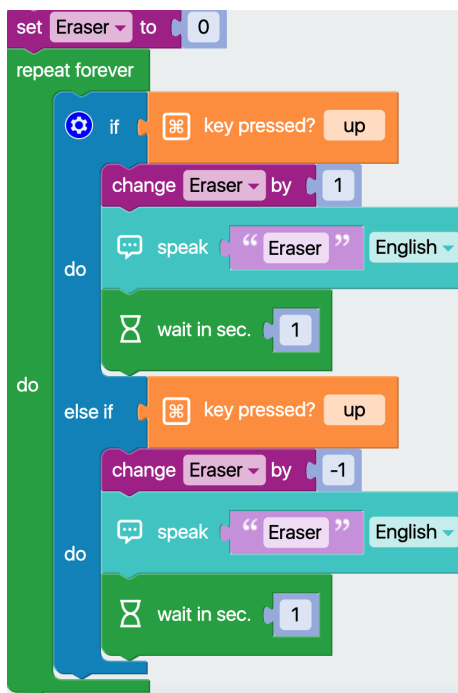 set Eraser to 0
repeat forever
if ⌘ key pressed? up
change Eraser by 1
speak “ Eraser ” English
do
wait in sec. 1
do
else if ⌘ key pressed? up
change Eraser by -1
speak “ Eraser ” English
do
wait in sec. 1